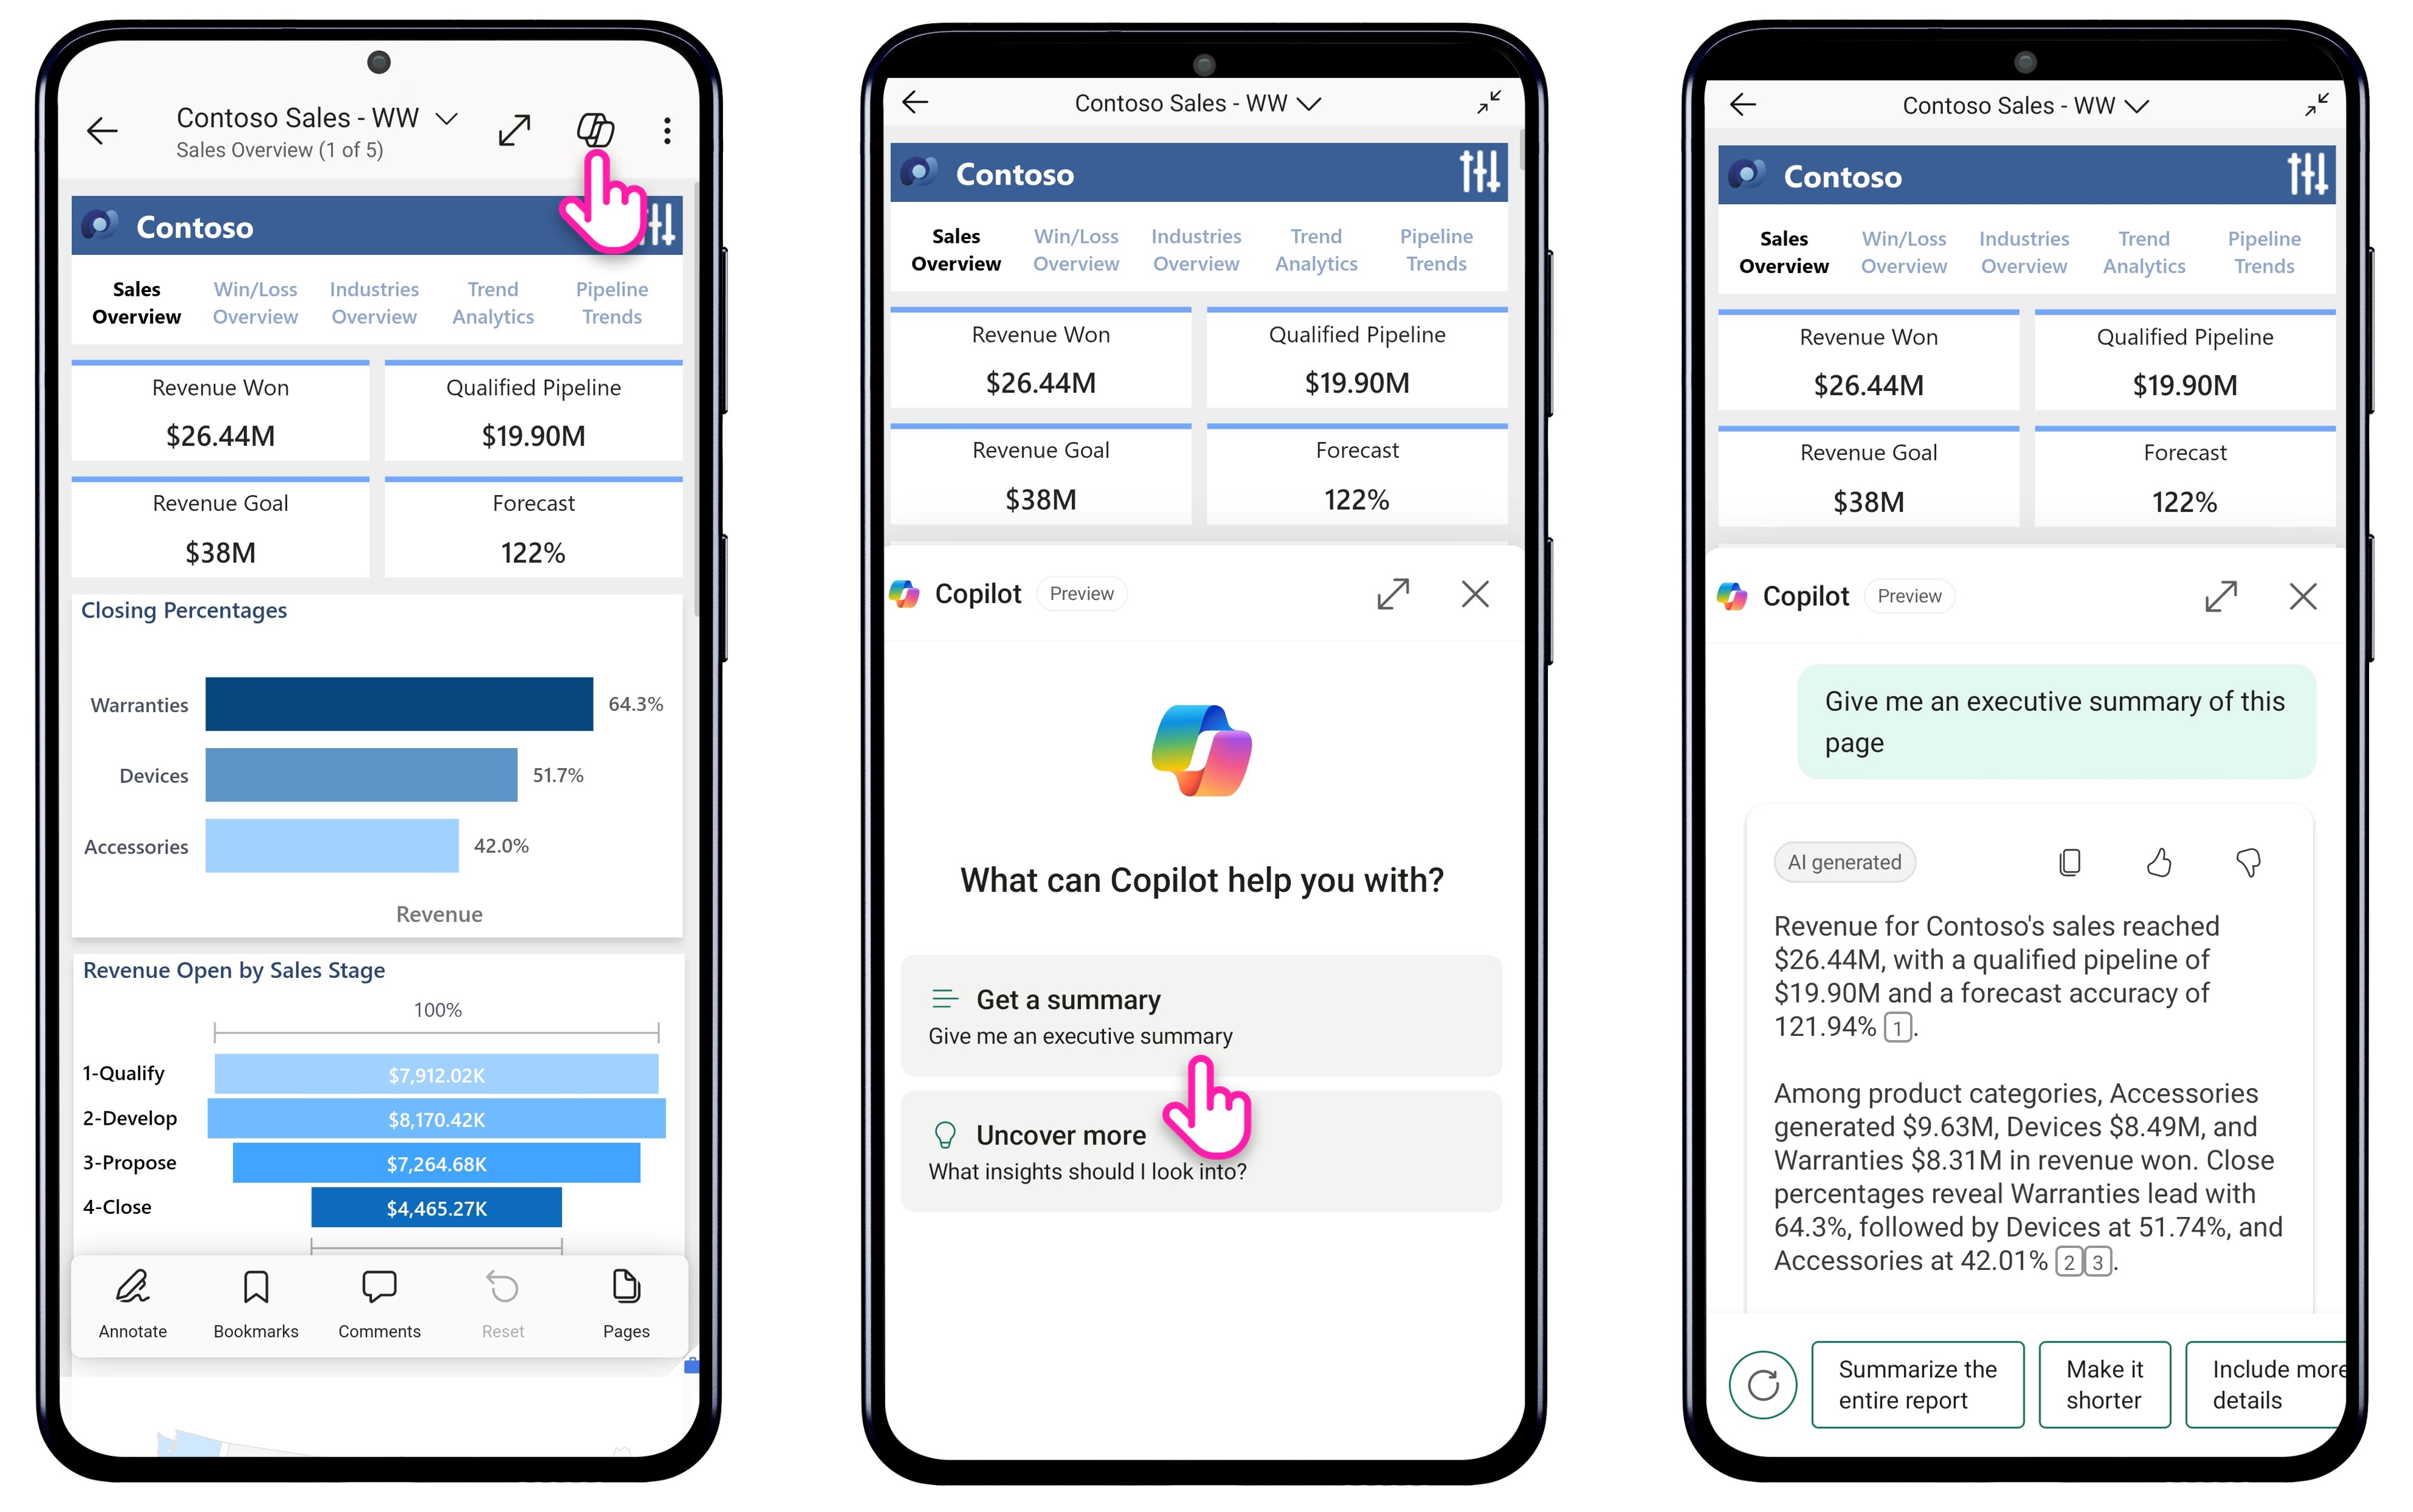 Contoso Sales - WW
Sales Overview (1 of 5)
Contoso
Sales
Overview
Win/Loss
Overview
Industries
Overview
Trend
Analytics
Pipeline
Trends
Revenue Won
$26.44M
Qualified Pipeline
$19.90M
Revenue Goal
$38M
Forecast
122%
Closing Percentages
Warranties
64.3%
Devices
51.7%
Accessories
42.0%
Revenue
Revenue Open by Sales Stage
100%
1-Qualify
$7,912.02K
2-Develop
$8,170.42K
3-Propose
$7,264.68K
4-Close
$4,465.27K
Annotate
Bookmarks
Comments
Reset
Pages
Contoso Sales - WW
Contoso
Sales
Overview
Win/Loss
Overview
Industries
Overview
Trend
Analytics
Pipeline
Trends
Revenue Won
$26.44M
Qualified Pipeline
$19.90M
Revenue Goal
$38M
Forecast
122%
Copilot
Preview
What can Copilot help you with?
Get a summary
Give me an executive summary
Uncover more
What insights should I look into?
Contoso Sales - WW
Contoso
Sales
Overview
Win/Loss
Overview
Industries
Overview
Trend
Analytics
Pipeline
Trends
Revenue Won
$26.44M
Qualified Pipeline
$19.90M
Revenue Goal
$38M
Forecast
122%
Copilot
Preview
Give me an executive summary of this
page
AI generated
Revenue for Contoso's sales reached
$26.44M, with a qualified pipeline of
$19.90M and a forecast accuracy of
121.94% 1.
Among product categories, Accessories
generated $9.63M, Devices $8.49M, and
Warranties $8.31M in revenue won. Close
percentages reveal Warranties lead with
64.3%, followed by Devices at 51.74%, and
Accessories at 42.01% 2 3.
Summarize the
entire report
Make it
shorter
Include more
details